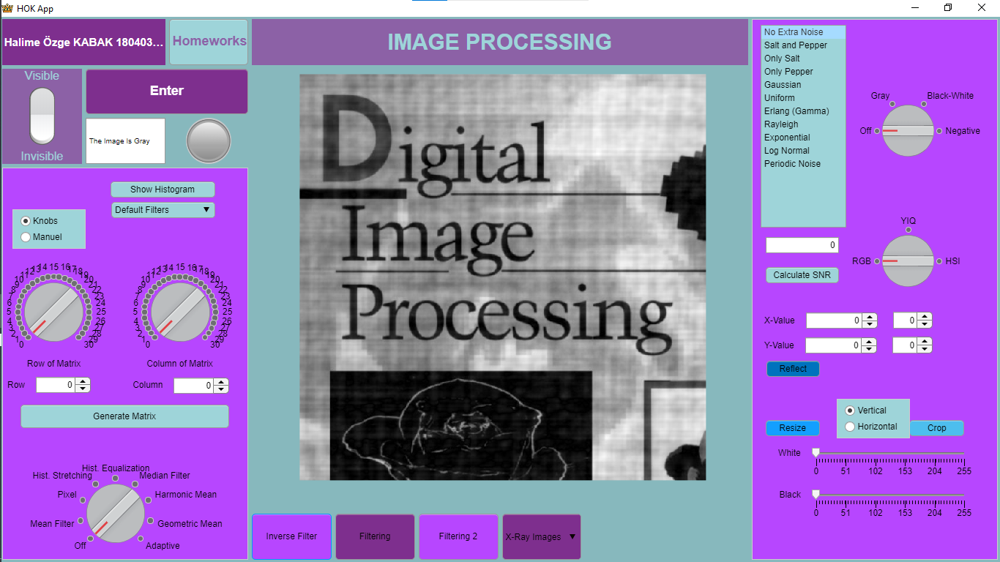 HOK App
Halime Özge KABAK 180403...
Homeworks
IMAGE PROCESSING
Visible
Invisible
Enter
The Image Is Gray
Show Histogram
Default Filters
Knobs
Manuel
0 1 2 3 4 5 6 7 8 9 10 11 12 13 14 15 16 17 18 19 20 21 22 23 24 25 26 27 28 29 30
Row of Matrix
0 1 2 3 4 5 6 7 8 9 10 11 12 13 14 15 16 17 18 19 20 21 22 23 24 25 26 27 28 29 30
Column of Matrix
Row 0
Column 0
Generate Matrix
Hist. Equalization
Hist. Stretching
Median Filter
Pixel
Harmonic Mean
Mean Filter
Geometric Mean
Off
Adaptive
Digital
Image
Processing
Inverse Filter
Filtering
Filtering 2
X-Ray Images
No Extra Noise
Salt and Pepper
Only Salt
Only Pepper
Gaussian
Uniform
Erlang (Gamma)
Rayleigh
Exponential
Log Normal
Periodic Noise
Gray
Black-White
Off
Negative
0
Calculate SNR
YIQ
RGB
HSI
X-Value 0 0
Y-Value 0 0
Reflect
Resize
Vertical
Horizontal
Crop
White
0 51 102 153 204 255
Black
0 51 102 153 204 255